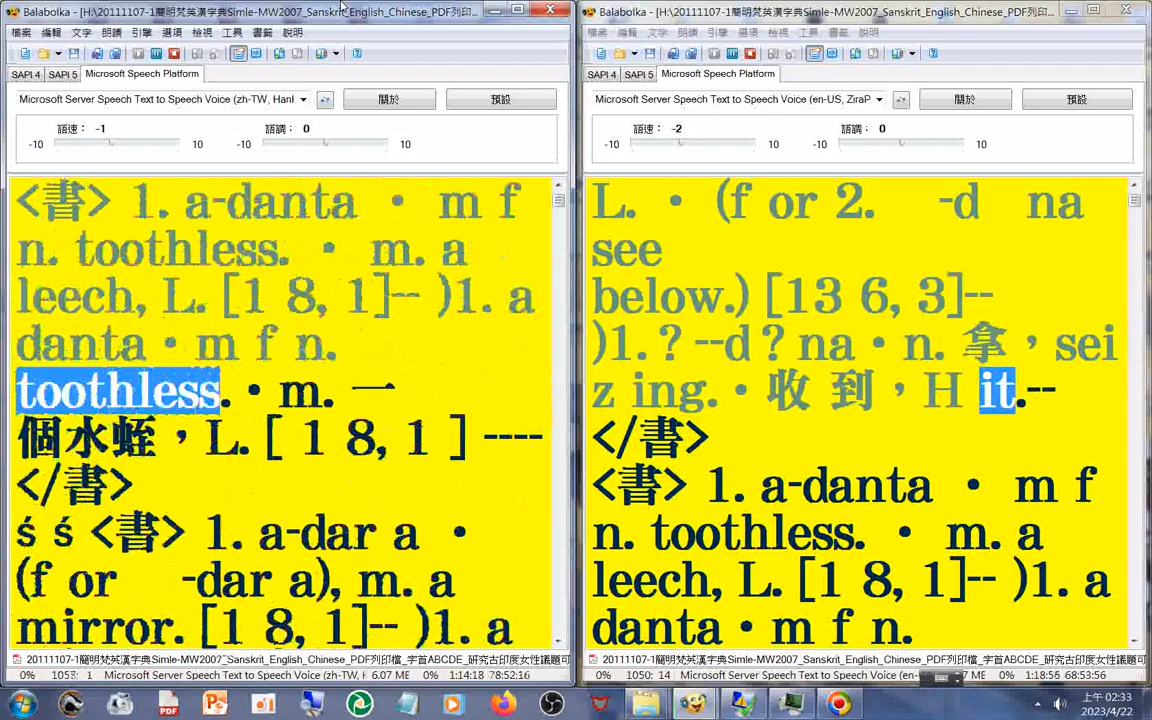 Balabolka - [H:\20111107-1簡明梵英漢字典Simle-MW2007_Sanskrit_English_Chinese_PDF列印...
檔案 編輯 文字 朗讀 引擎 選項 檢視 工具 書籤 說明
SAPI 4 SAPI 5 Microsoft Speech Platform
Microsoft Server Speech Text to Speech Voice (zh-TW, Hanl
關於
預設
語速： -1
語調： 0
-10 10 -10 10
<書> 1. a-danta • m f
n. toothless. • m. a
leech, L. [1 8, 1]-- )1. a
danta • m f n.
toothless. • m. 一
個水蛭，L. [ 1 8, 1 ] ----
</書>
ś ś <書> 1. a-dar a •
(f or -dar a), m. a
mirror. [1 8, 1]-- )1. a
20111107-1簡明梵英漢字典Simle-MW2007_Sanskrit_English_Chinese_PDF列印檔_字首ABCDE_研究古印度女性議題可
0% 105?: 1 Microsoft Server Speech Text to Speech Voice (zh-TW, 6.07 ME 0% 1:14:18 78:52:16
Balabolka - [H:\20111107-1簡明梵英漢字典Simle-MW2007_Sanskrit_English_Chinese_PDF列印...
檔案 編輯 文字 朗讀 引擎 選項 檢視 工具 書籤 說明
SAPI 4 SAPI 5 Microsoft Speech Platform
Microsoft Server Speech Text to Speech Voice (en-US, ZiraP
關於
預設
語速： -2
語調： 0
-10 10 -10 10
L. • (f or 2. -d na
see
below.) [13 6, 3]--
)1. ? --d ? na • n. 拿，sei
z ing. • 收 到，H it.--
</書>
<書> 1. a-danta • m f
n. toothless. • m. a
leech, L. [1 8, 1]-- )1. a
danta • m f n.
20111107-1簡明梵英漢字典Simle-MW2007_Sanskrit_English_Chinese_PDF列印檔_字首ABCDE_研究古印度女性議題可
0% 1050: 14 Microsoft Server Speech Text to Speech Voice (en-US, ME 0% 1:18:56 68:53:56
上午 02:33
2023/4/22